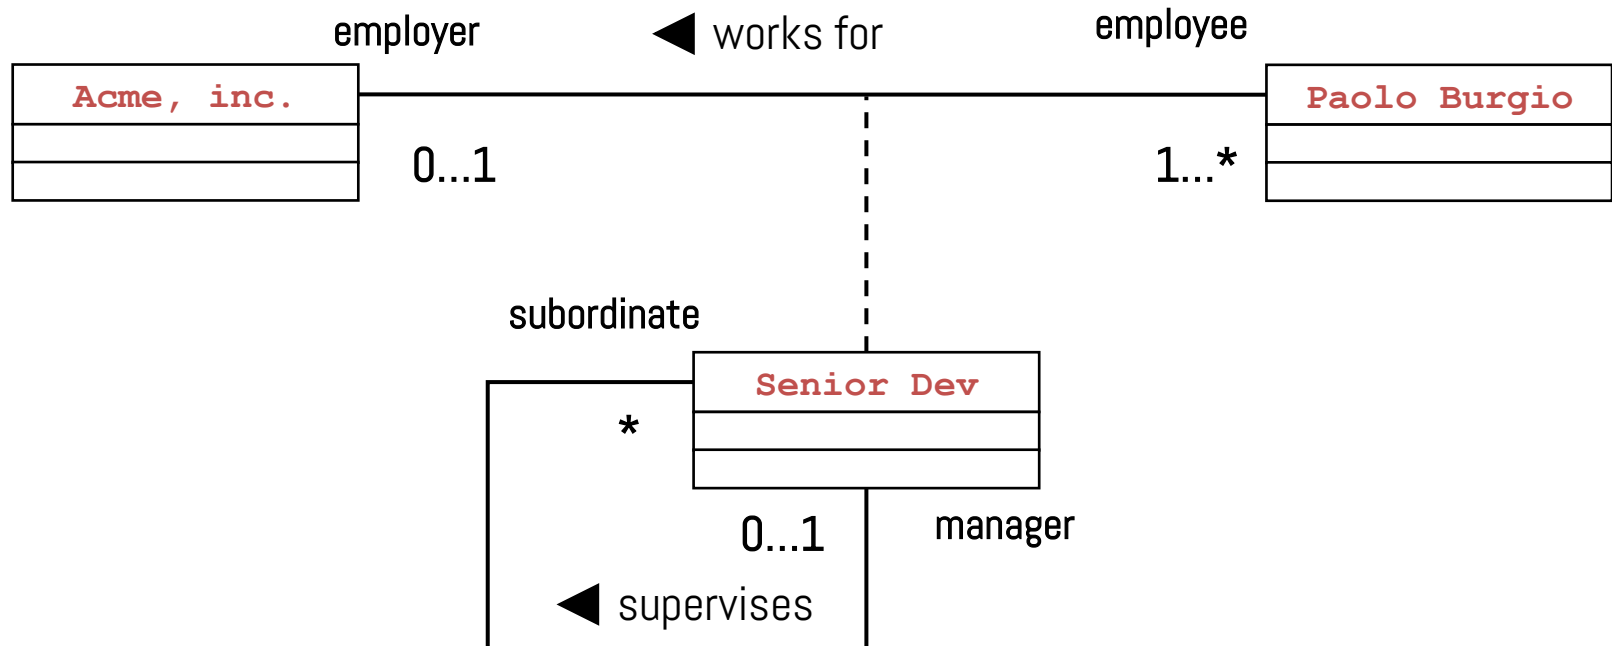 employer
◀ works for
employee
Acme, inc.
Paolo Burgio
0...1
1...*
subordinate
Senior Dev
*
0...1
manager
◀ supervises